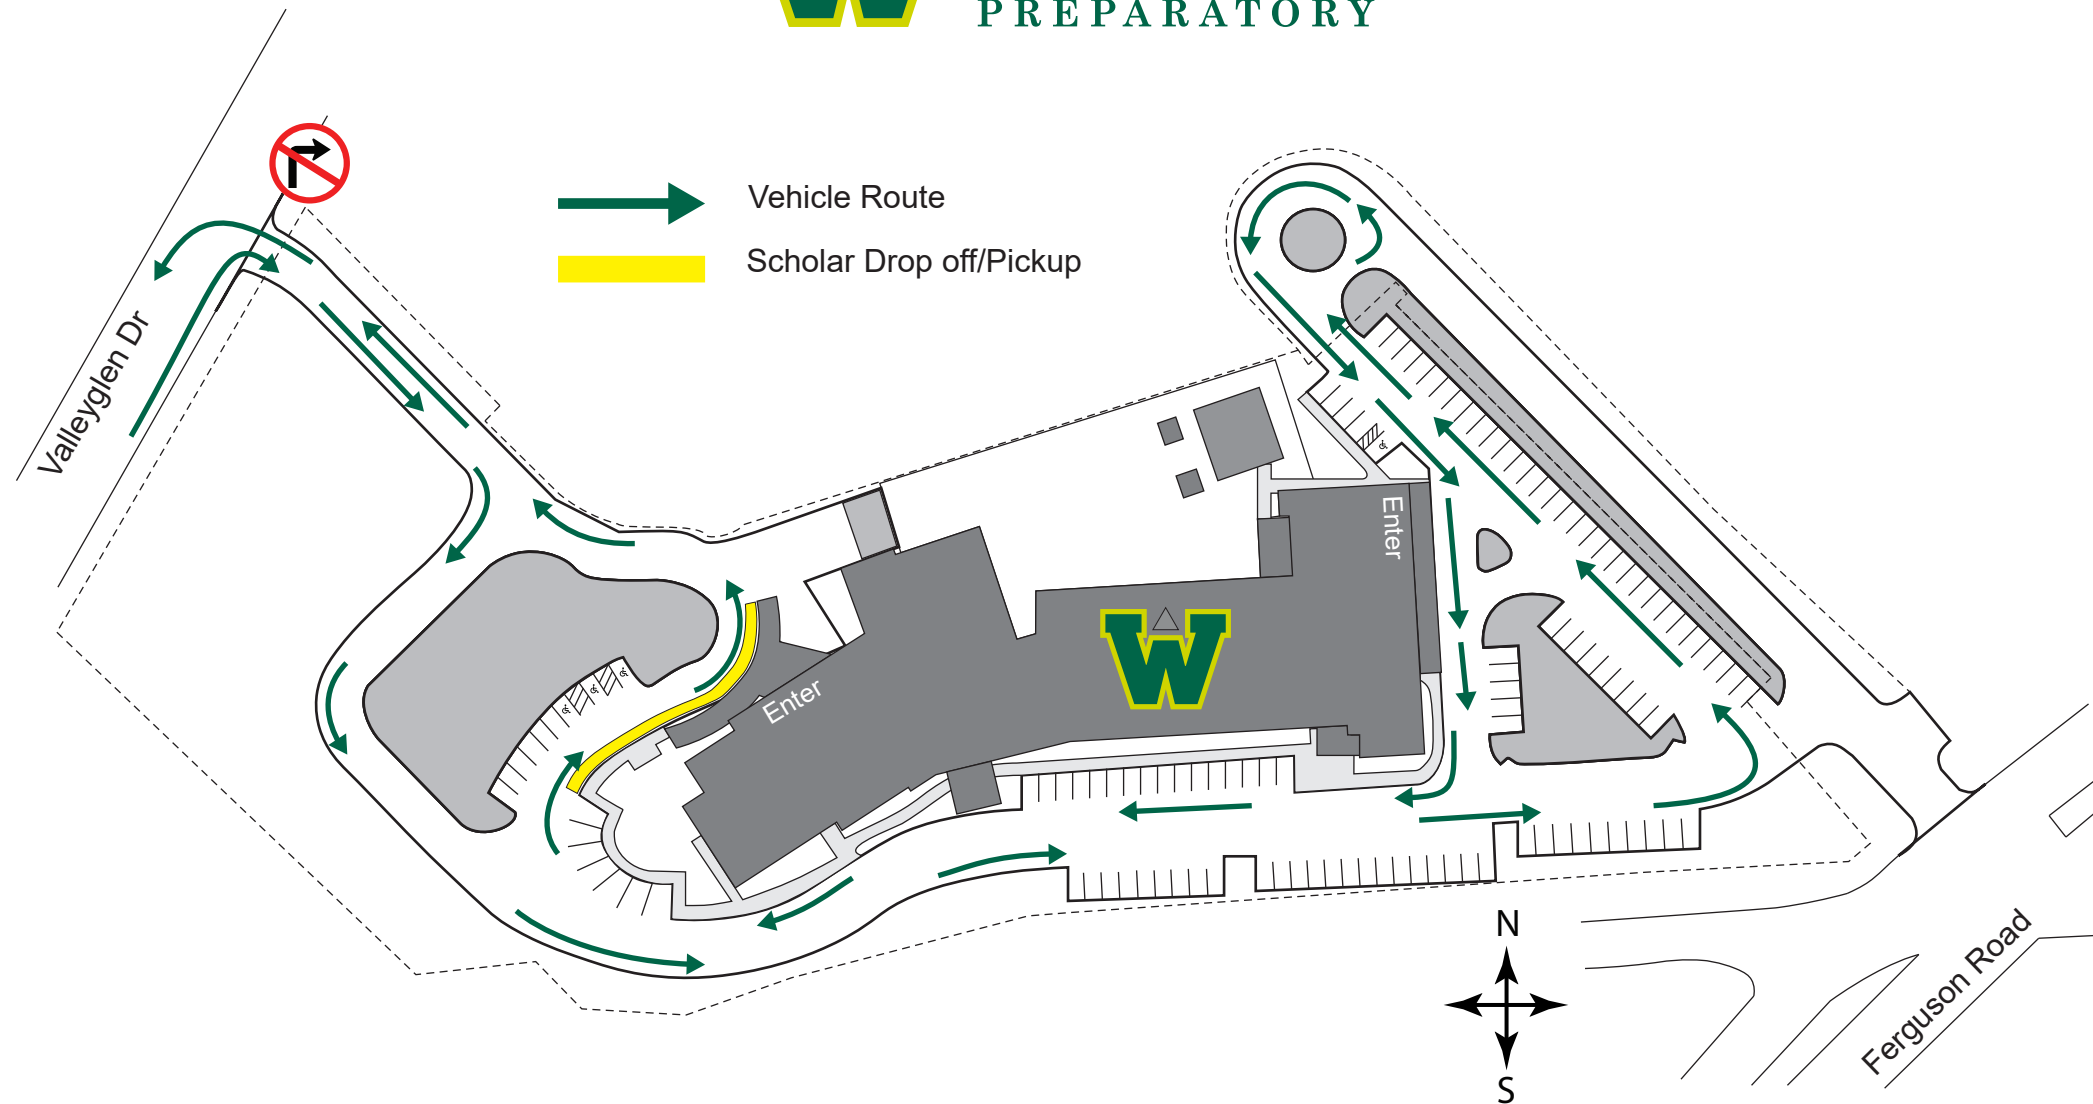 W
PREPARATORY
Vehicle Route
Scholar Drop off/Pickup
Valleyglen Dr
Enter
Enter
W
N
S
Ferguson Road